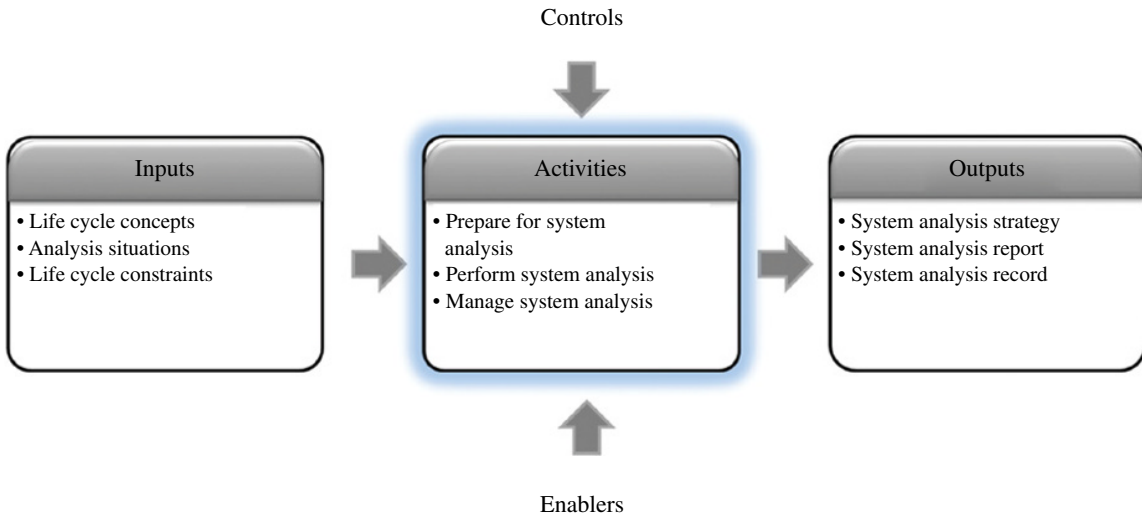 Controls
Inputs
• Life cycle concepts
• Analysis situations
• Life cycle constraints
Activities
• Prepare for system
analysis
• Perform system analysis
• Manage system analysis
Outputs
• System analysis strategy
• System analysis report
• System analysis record
Enablers